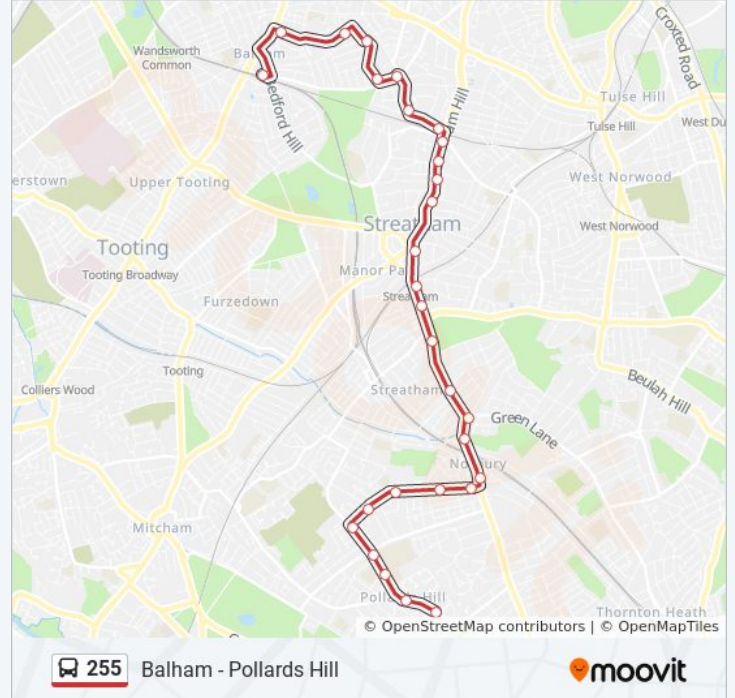 Croxted Road
Wandsworth
Common
Bedford Hill
Tulse Hill
Tulse Hill
West Du
am Hill
erstown
Upper Tooting
West Norwood
Streatham
West Norwood
Tooting
Tooting Broadway
Manor Pa
Furzedown
Streatham
Tooting
Colliers Wood
Streatham
Beulah Hill
Green Lane
Norbury
Mitcham
Pollards Hill
Thornton Heath
© OpenStreetMap contributors | © OpenMapTiles
255 Balham - Pollards Hill
moovit